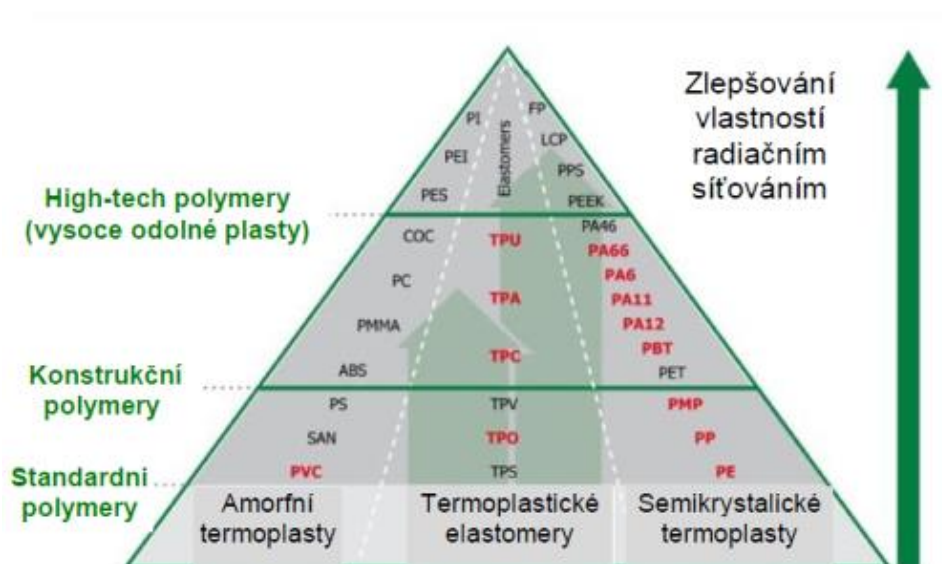 Zlepšování
vlastností
radiačním
síťováním
High-tech polymery
(vysoce odolné plasty)
Konstrukční
polymery
Standardni
polymery
PI
PEI
PES
Elastomers
FP
LCP
PPS
PEEK
COC
PC
PMMA
ABS
TPU
TPA
TPC
PA46
PA66
PA6
PA11
PA12
PBT
PET
PS
SAN
PVC
TPV
TPO
TPS
PMP
PP
PE
Amorfní
termoplasty
Termoplastické
elastomery
Semikrystalické
termoplasty